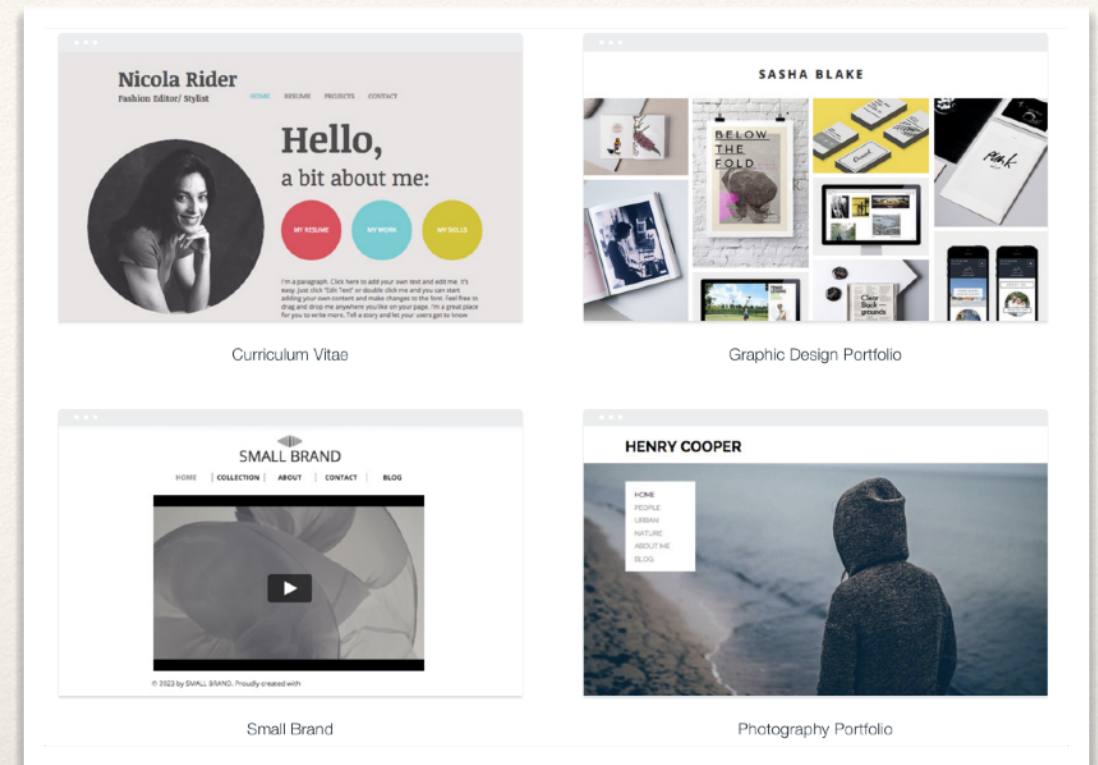 Nicola Rider
Fashion Editor/ Stylist
HOME RESUME PROJECTS CONTACT
Hello,
a bit about me:
MY RESUME MY WORK MY SKILLS
I'm a paragraph. Click here to add your own text and edit me. It's
easy. Just click "Edit Text" or double click me and you can start
adding your own content and make changes to the font. Feel free to
drag and drop me anywhere you like on your page. I'm a great place
for you to write more. Tell a story and let your users get to know
Curriculum Vitae
SASHA BLAKE
BELOW
THE
FOLD
Clear
Buck
grounds
Graphic Design Portfolio
SMALL BRAND
HOME | COLLECTION | ABOUT | CONTACT | BLOG
© 2023 by SMALL BRAND. Proudly created with
Small Brand
HENRY COOPER
HOME
PEOPLE
URBAN
NATURE
ABOUT ME
BLOG
Photography Portfolio